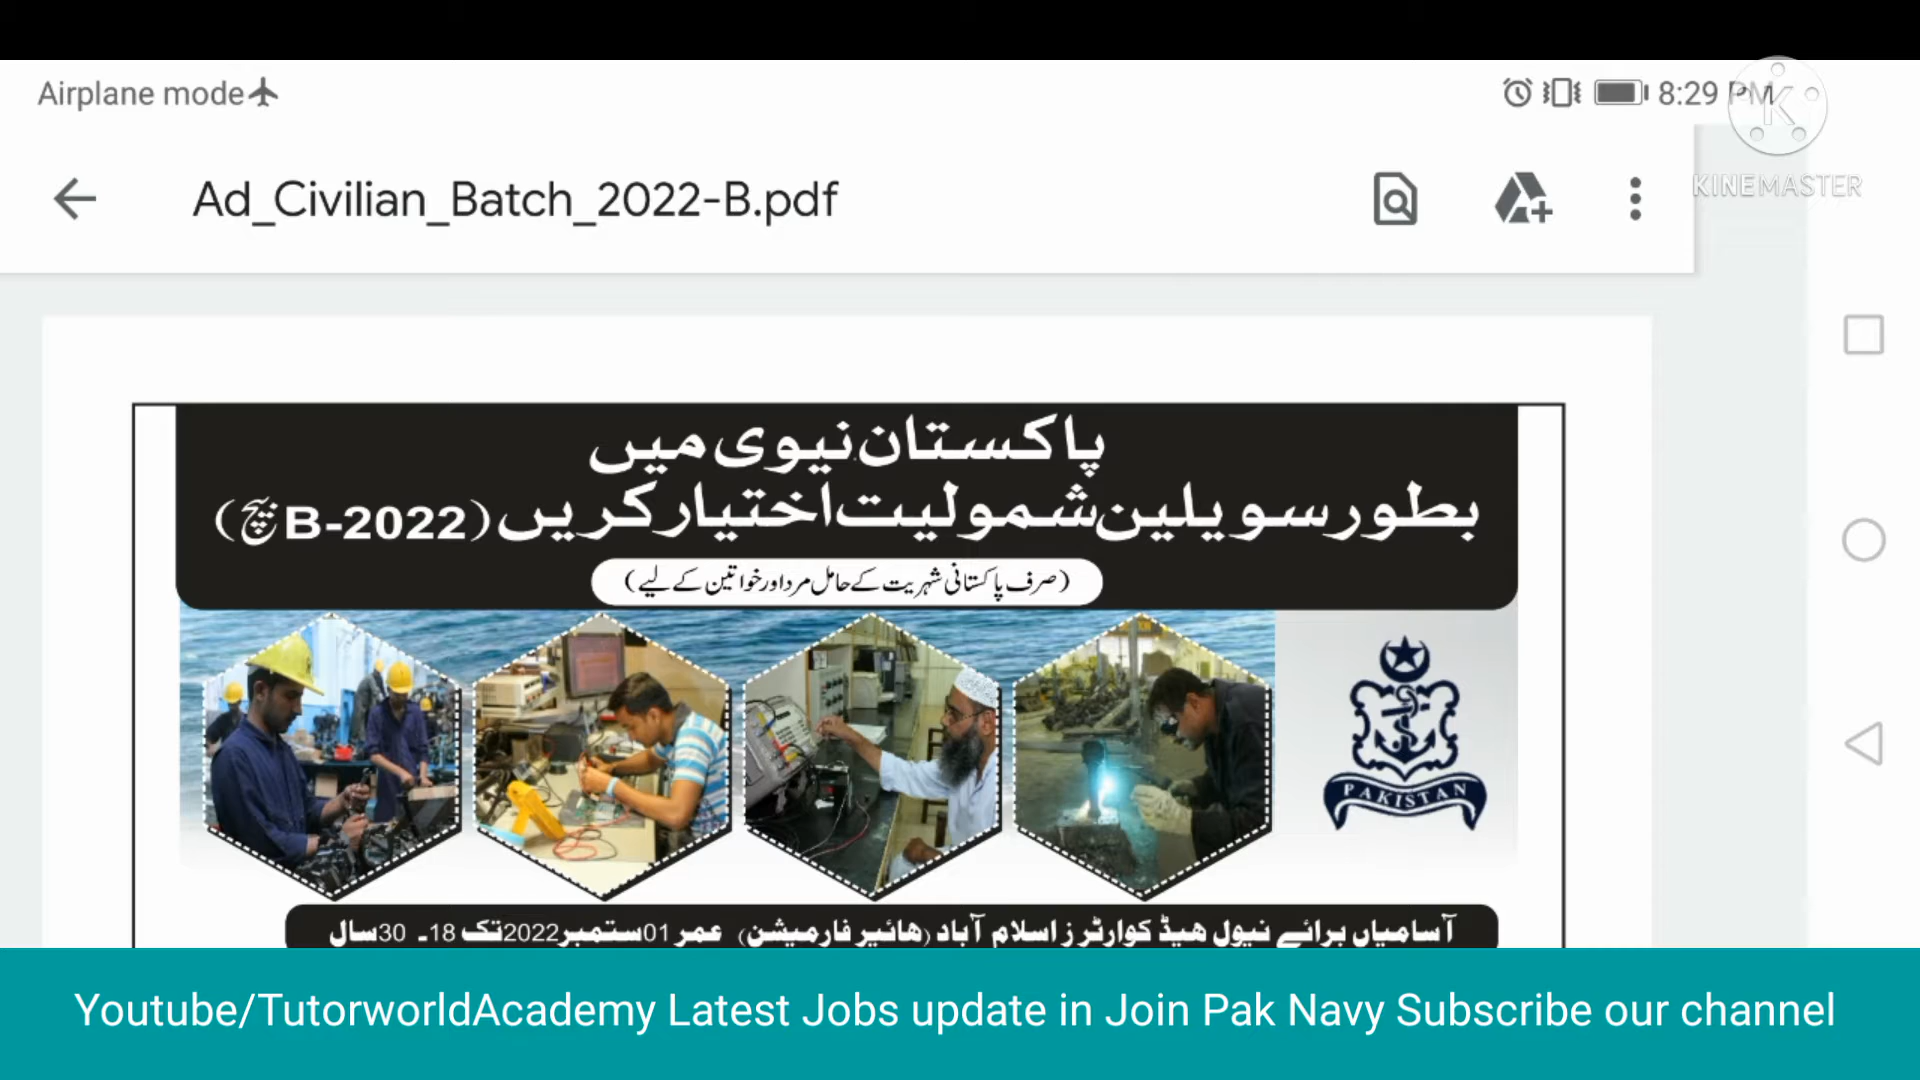 Airplane mode
8:29 PM
KINEMASTER
Ad_Civilian_Batch_2022-B.pdf
پاکستان نیوی میں
بطور سویلین شمولیت اختیار کریں (B-2022 بیچ)
(صرف پاکستانی شہریت کے حامل مرد اور خواتین کے لیے)
PAKISTAN
آسامیاں برائے نیول ھیڈ کوارٹرز اسلام آباد (ھائیر فارمیشن) عمر 01 ستمبر 2022 تک 18۔ 30 سال
Youtube/TutorworldAcademy Latest Jobs update in Join Pak Navy Subscribe our channel